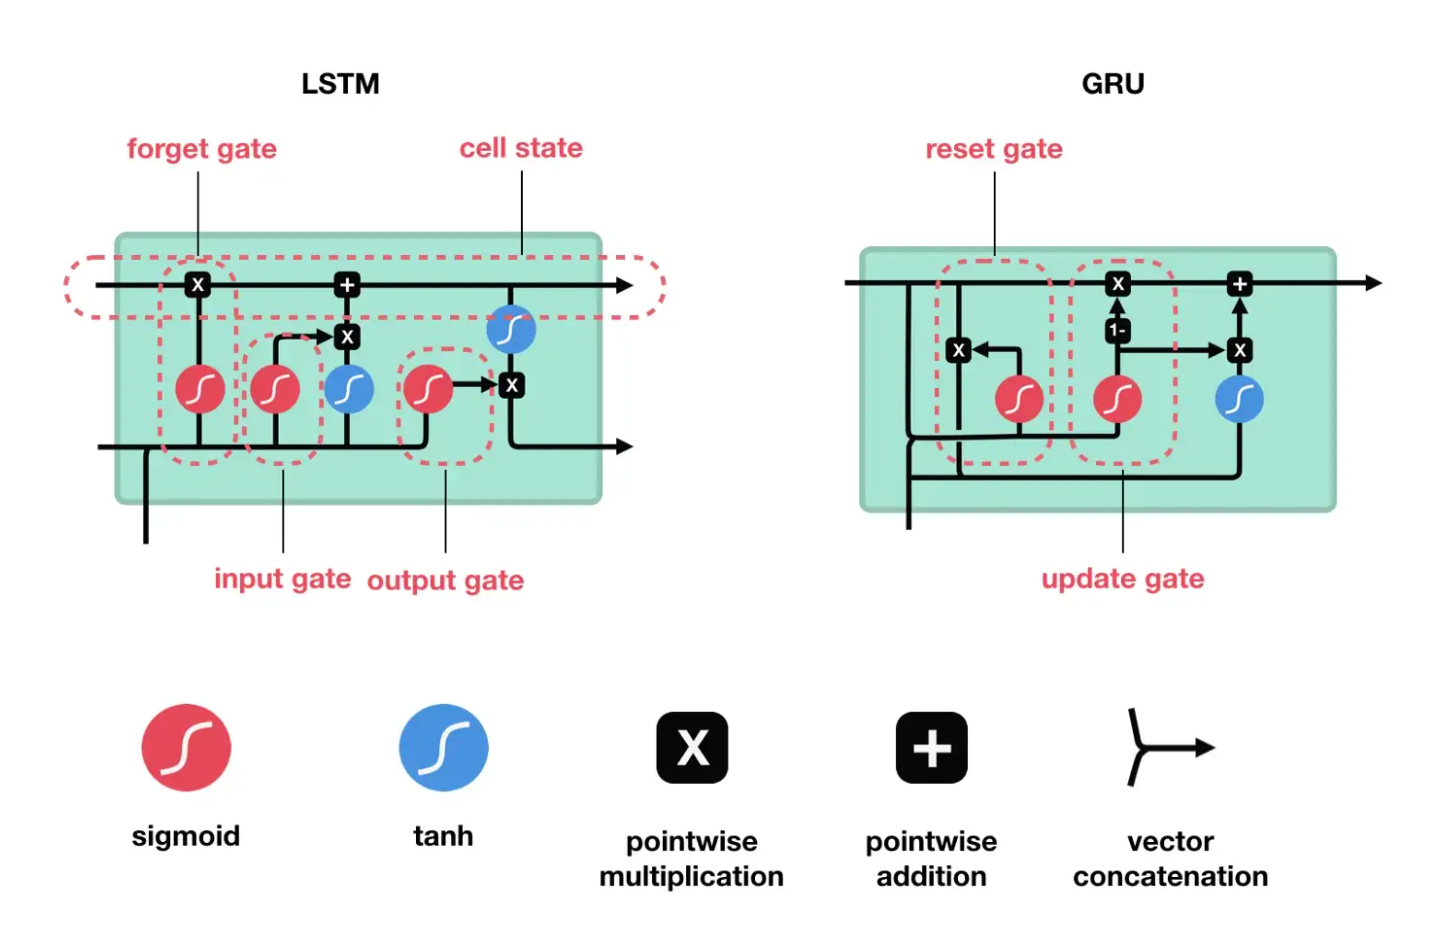 LSTM
GRU
forget gate
cell state
reset gate
X
+
X
X
X
+
1-
X
X
input gate
output gate
update gate
X
+
sigmoid
tanh
pointwise
multiplication
pointwise
addition
vector
concatenation